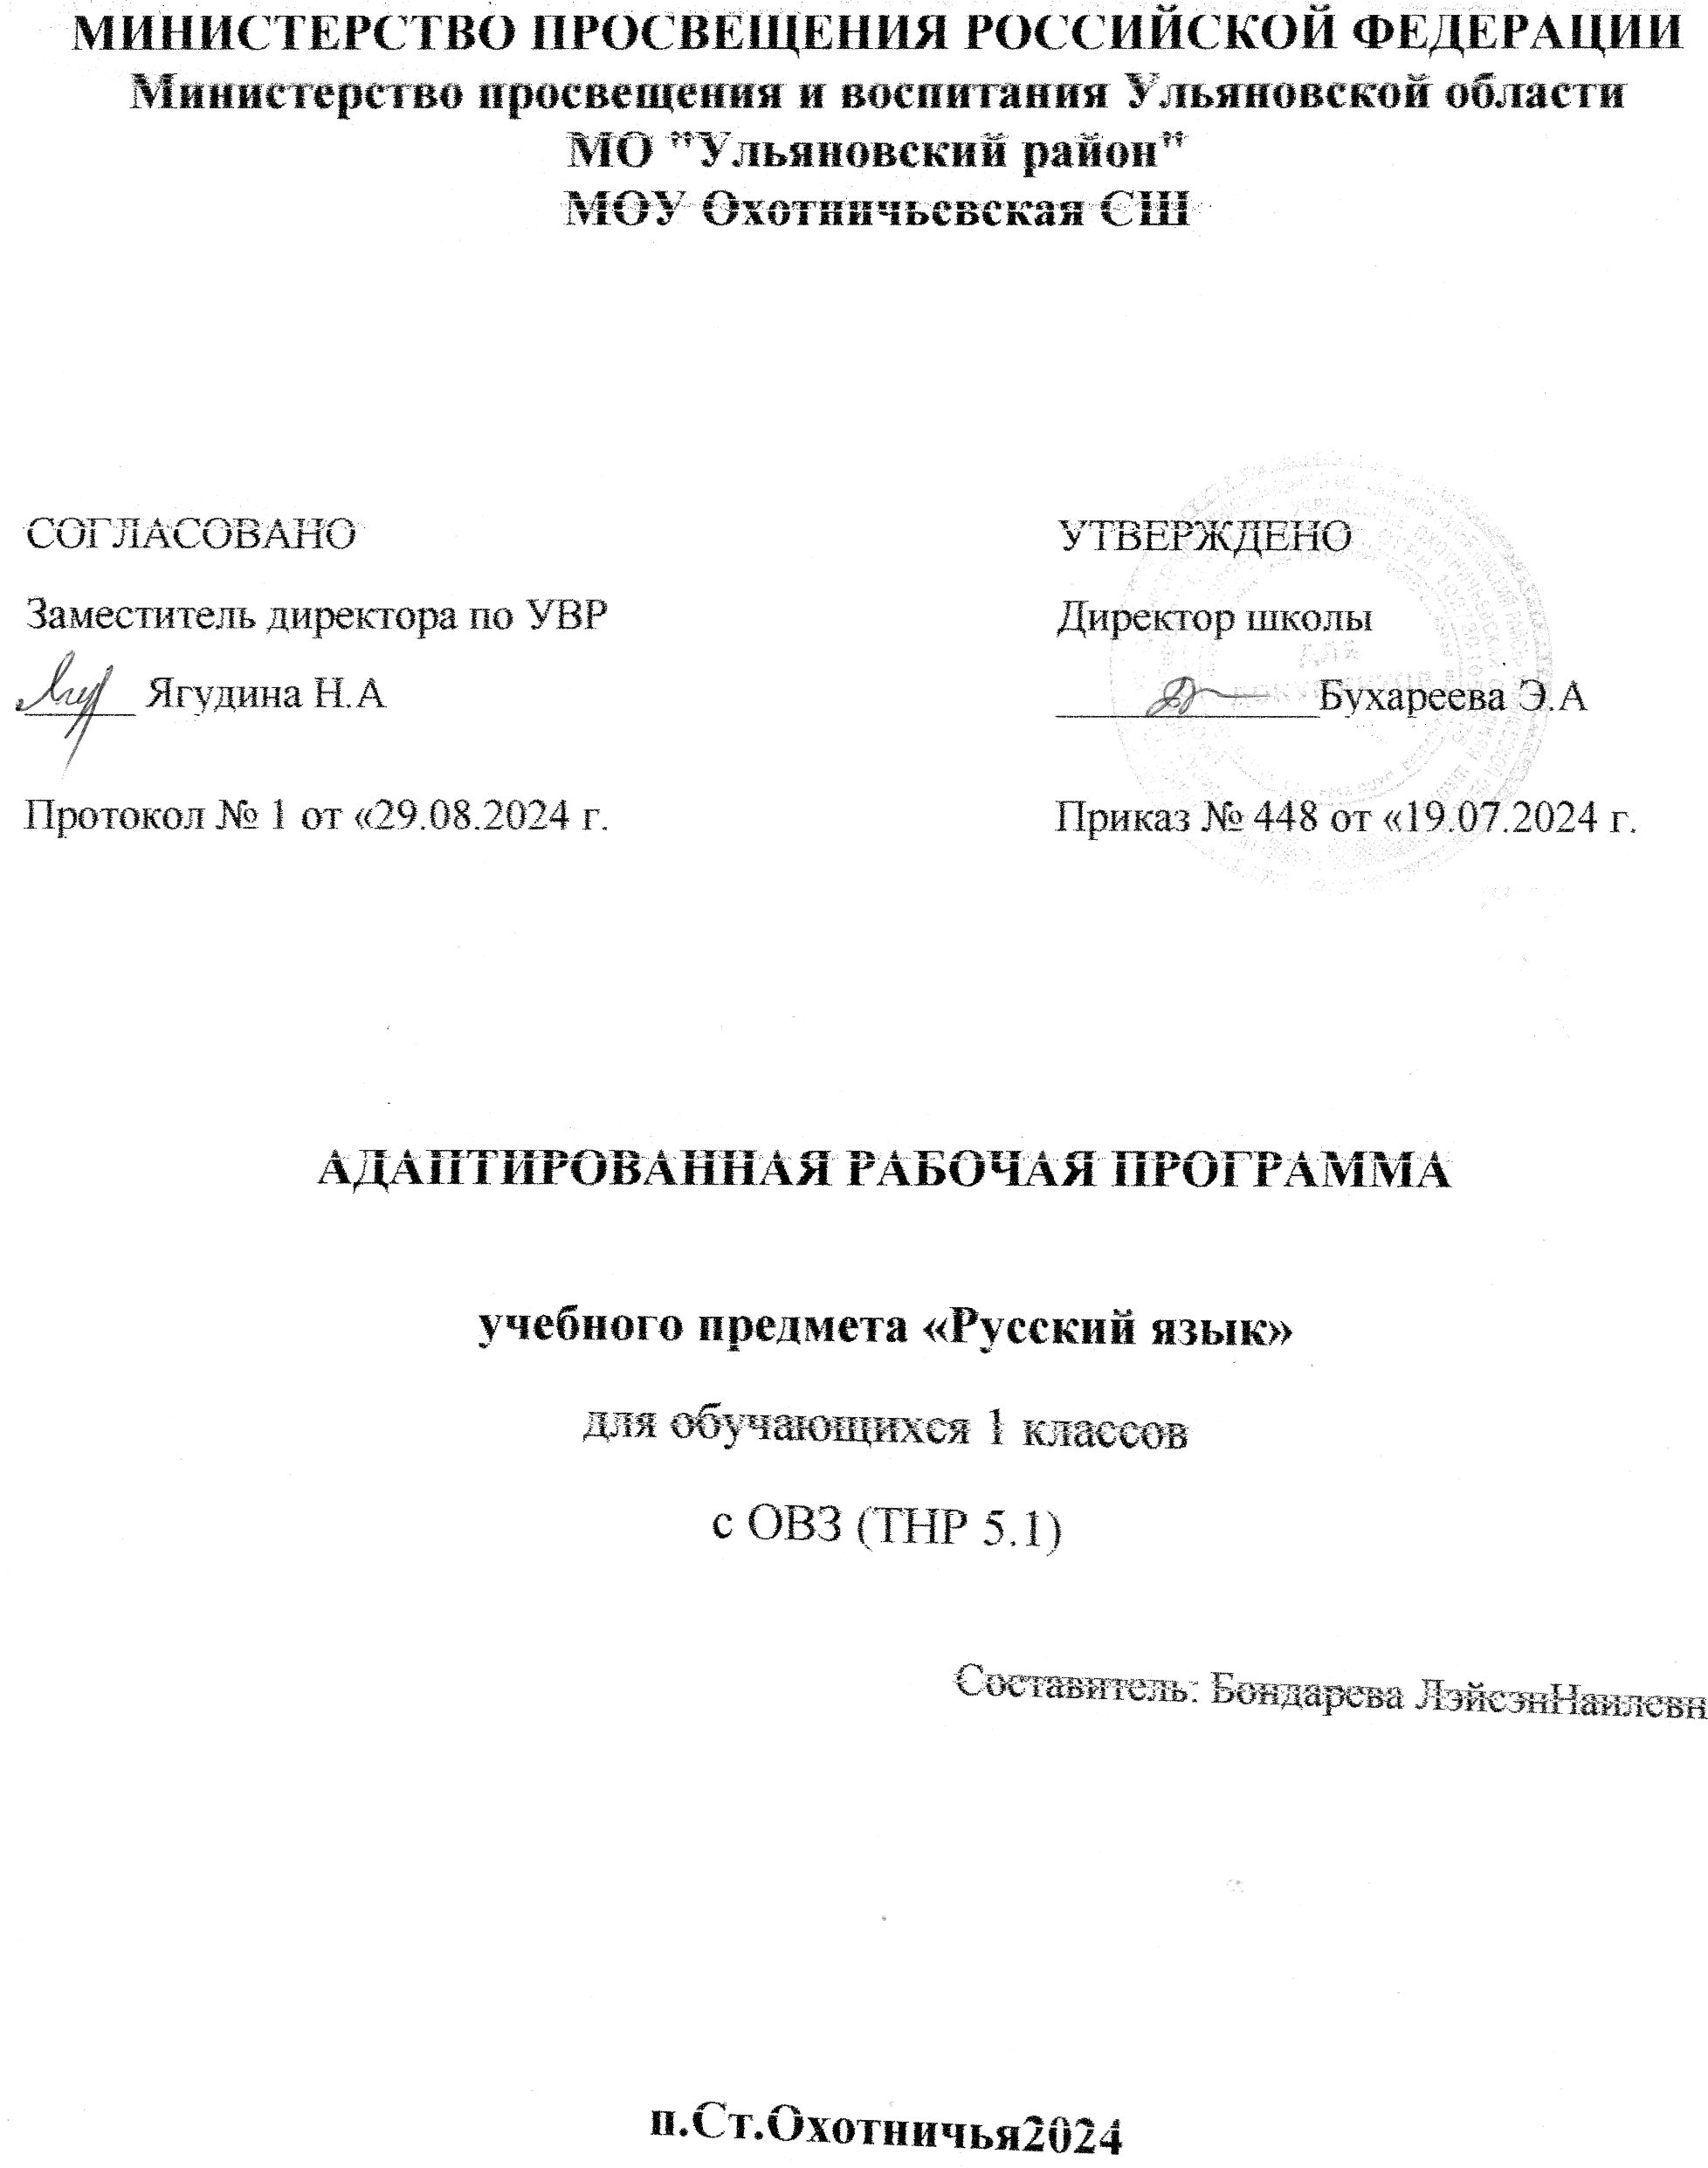 МИНИСТЕРСТВО ПРОСВЕЩЕНИЯ РОССИЙСКОЙ ФЕДЕРАЦИИ
Министерство просвещения и воспитания Ульяновской области
МО "Ульяновский район"
МОУ Охотничьевская СШ
СОГЛАСОВАНО
Заместитель директора по УВР
______ Ягудина Н.А
Протокол № 1 от «29.08.2024 г.
УТВЕРЖДЕНО
Директор школы
____________Бухареева Э.А
Приказ № 448 от «19.07.2024 г.
АДАПТИРОВАННАЯ РАБОЧАЯ ПРОГРАММА
учебного предмета «Русский язык»
для обучающихся 1 классов
с ОВЗ (ТНР 5.1)
Составитель: Бондарева ЛэйсэнНаилевн
п.Ст.Охотничья2024